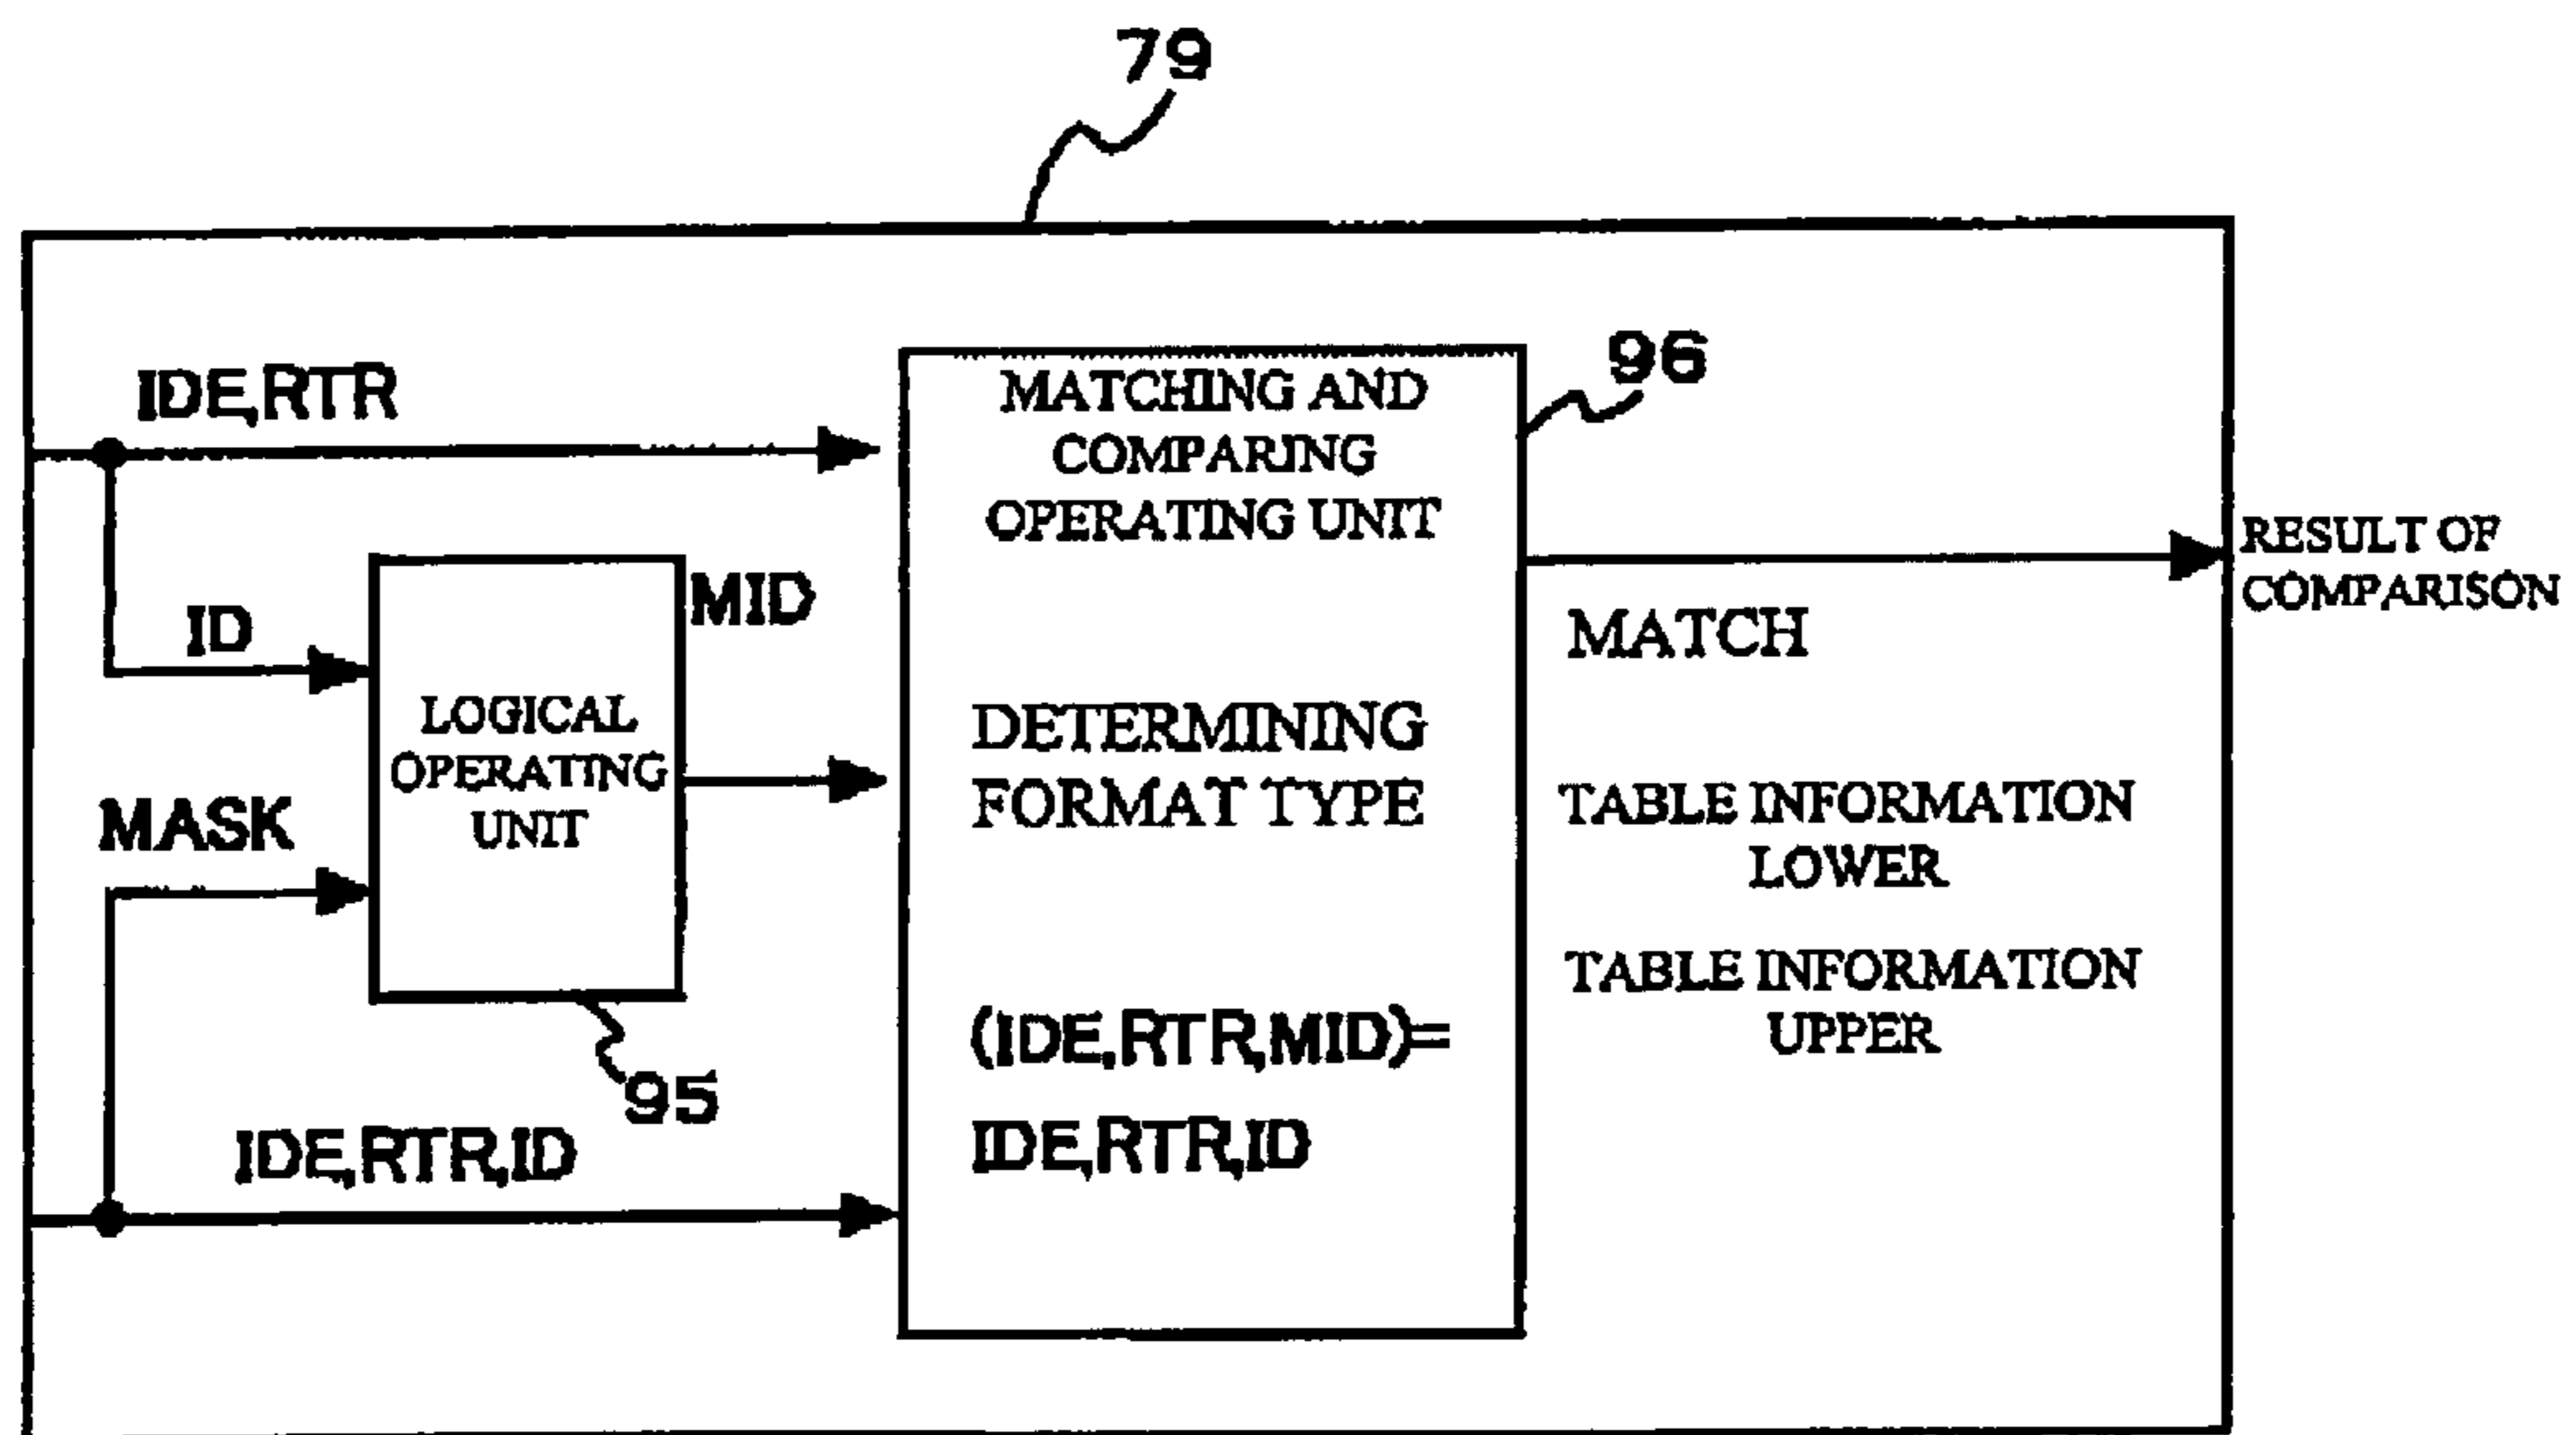 79
IDE,RTR
ID
MASK
IDE,RTR,ID
LOGICAL
OPERATING
UNIT
95
MID
MATCHING AND
COMPARING
OPERATING UNIT
DETERMINING
FORMAT TYPE
(IDE,RTR,MID)=
IDE,RTR,ID
96
MATCH
TABLE INFORMATION
LOWER
TABLE INFORMATION
UPPER
RESULT OF
COMPARISON